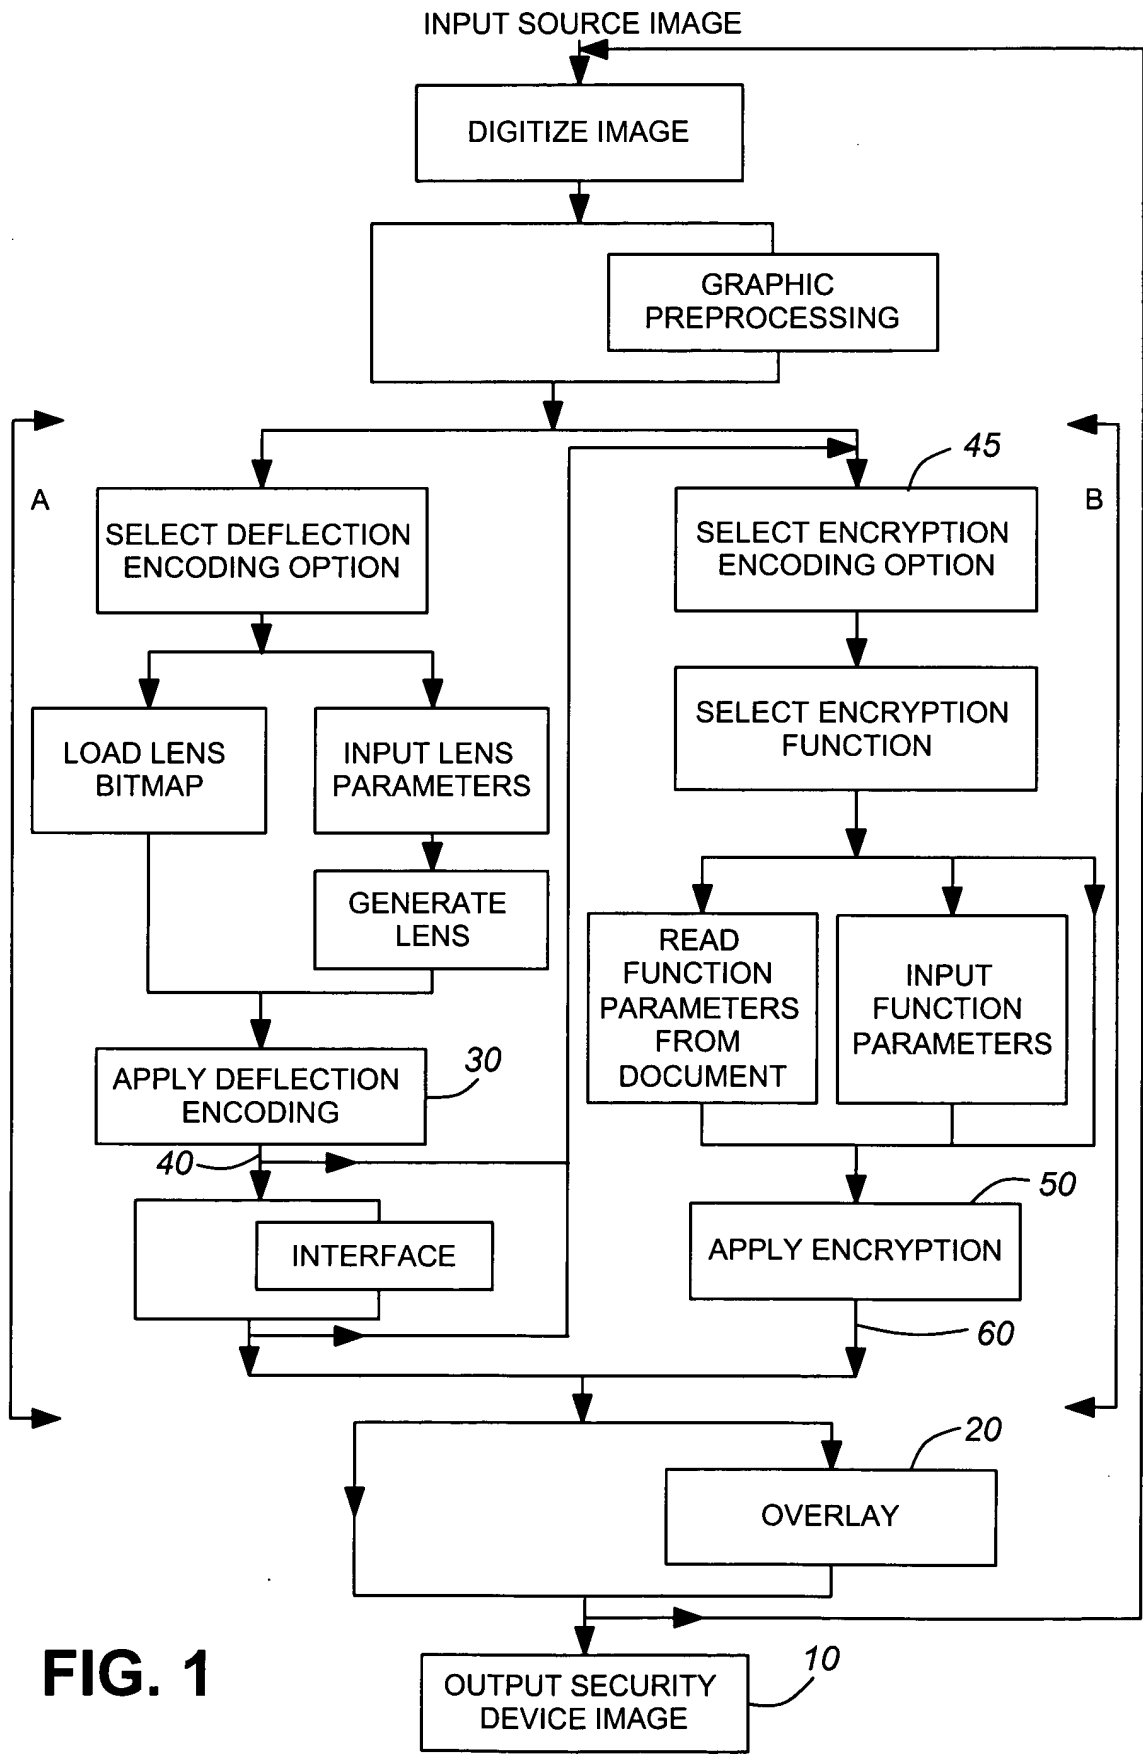 INPUT SOURCE IMAGE
DIGITIZE IMAGE
GRAPHIC
PREPROCESSING
A
SELECT DEFLECTION
ENCODING OPTION
LOAD LENS
BITMAP
INPUT LENS
PARAMETERS
GENERATE
LENS
APPLY DEFLECTION
ENCODING
30
40
INTERFACE
45
B
SELECT ENCRYPTION
ENCODING OPTION
SELECT ENCRYPTION
FUNCTION
READ
FUNCTION
PARAMETERS
FROM
DOCUMENT
INPUT
FUNCTION
PARAMETERS
50
APPLY ENCRYPTION
60
20
OVERLAY
10
OUTPUT SECURITY
DEVICE IMAGE
FIG. 1